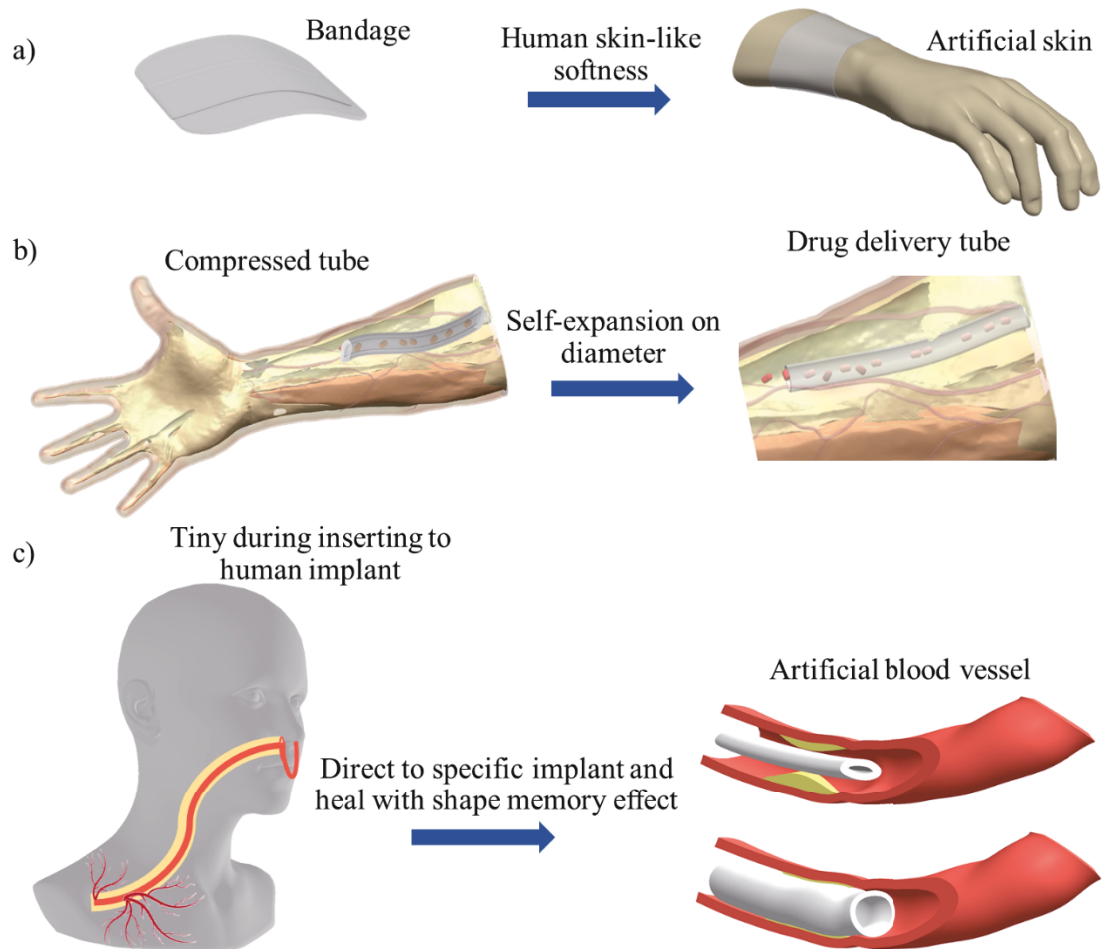 a)
Bandage
Human skin-like
softness
Artificial skin
b)
Compressed tube
Self-expansion on
diameter
Drug delivery tube
c)
Tiny during inserting to
human implant
Direct to specific implant and
heal with shape memory effect
Artificial blood vessel